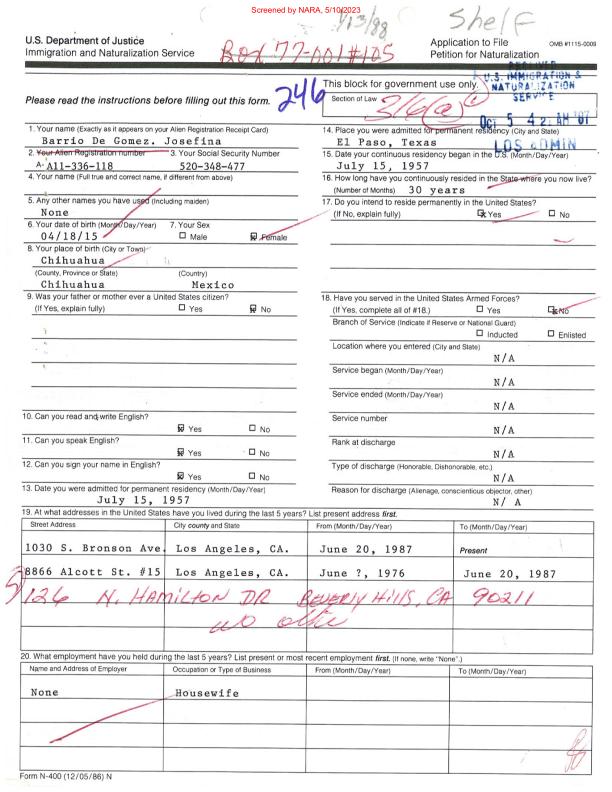 Screened by NARA, 5/10/2023
1/13/88
Shelf
U.S. Department of Justice
Immigration and Naturalization Service
Box 77-001#105
Application to File
Petition for Naturalization
OMB #1115-0009
RECEIVED
U.S. IMMIGRATION &
NATURALIZATION
SERVICE
Please read the instructions before filling out this form.
246
This block for government use only.
Section of Law
316(a)
OCT 5 4 21 AM '87
LOS ADMIN
1. Your name (Exactly as it appears on your Alien Registration Receipt Card)
Barrio De Gomez. Josefina
2. Your Alien Registration number
3. Your Social Security Number
A- A11-336-118
520-348-477
4. Your name (Full true and correct name, if different from above)
5. Any other names you have used (Including maiden)
None
6. Your date of birth (Month/Day/Year)
7. Your Sex
04/18/15
Male
Female
8. Your place of birth (City or Town)
Chihuahua
(County, Province or State)
(Country)
Chihuahua
Mexico
9. Was your father or mother ever a United States citizen?
(If Yes, explain fully)
Yes
No
10. Can you read and write English?
Yes
No
11. Can you speak English?
Yes
No
12. Can you sign your name in English?
Yes
No
13. Date you were admitted for permanent residency (Month/Day/Year)
July 15, 1957
14. Place you were admitted for permanent residency (City and State)
El Paso, Texas
15. Date your continuous residency began in the U.S. (Month/Day/Year)
July 15, 1957
16. How long have you continuously resided in the State where you now live?
(Number of Months)
30 years
17. Do you intend to reside permanently in the United States?
(If No, explain fully)
Yes
No
18. Have you served in the United States Armed Forces?
(If Yes, complete all of #18.)
Yes
No
Branch of Service (Indicate if Reserve or National Guard)
Inducted
Enlisted
Location where you entered (City and State)
N/A
Service began (Month/Day/Year)
N/A
Service ended (Month/Day/Year)
N/A
Service number
N/A
Rank at discharge
N/A
Type of discharge (Honorable, Dishonorable, etc.)
N/A
Reason for discharge (Alienage, conscientious objector, other)
N/ A
19. At what addresses in the United States have you lived during the last 5 years? List present address first.
Street Address
City county and State
From (Month/Day/Year)
To (Month/Day/Year)
1030 S. Bronson Ave. Los Angeles, CA. June 20, 1987 Present
8866 Alcott St. #15 Los Angeles, CA. June ?, 1976 June 20, 1987
126 N. HAMILTON DR BEVERLY HILLS, CA 90211
no other
20. What employment have you held during the last 5 years? List present or most recent employment first. (If none, write "None".)
Name and Address of Employer
Occupation or Type of Business
From (Month/Day/Year)
To (Month/Day/Year)
None
Housewife
Form N-400 (12/05/86) N